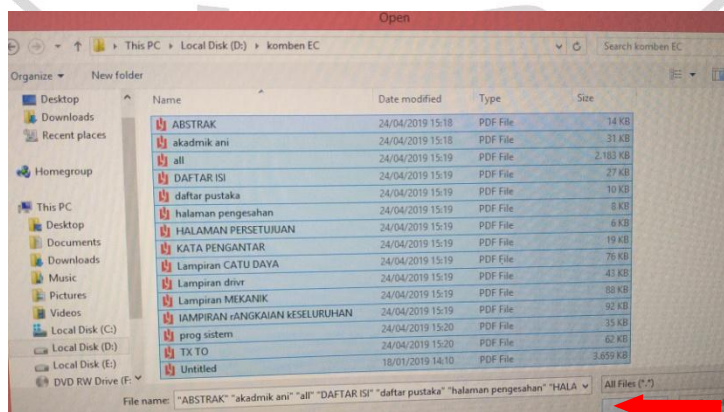 Open
This PC ▸ Local Disk (D:) ▸ komben EC
Search komben EC
Organize New folder
Name Date modified Type Size
Desktop
Downloads
Recent places
Homegroup
This PC
Desktop
Documents
Downloads
Music
Pictures
Videos
Local Disk (C:)
Local Disk (D:)
Local Disk (E:)
DVD RW Drive (F:
ABSTRAK 24/04/2019 15:18 PDF File 14 KB
akadmik ani 24/04/2019 15:18 PDF File 31 KB
all 24/04/2019 15:19 PDF File 2.183 KB
DAFTAR ISI 24/04/2019 15:19 PDF File 27 KB
daftar pustaka 24/04/2019 15:19 PDF File 10 KB
halaman pengesahan 24/04/2019 15:19 PDF File 8 KB
HALAMAN PERSETUJUAN 24/04/2019 15:19 PDF File 6 KB
KATA PENGANTAR 24/04/2019 15:19 PDF File 19 KB
Lampiran CATU DAYA 24/04/2019 15:19 PDF File 76 KB
Lampiran drivr 24/04/2019 15:19 PDF File 43 KB
Lampiran MEKANIK 24/04/2019 15:19 PDF File 88 KB
lAMPIRAN rANGKAIAN kESELURUHAN 24/04/2019 15:19 PDF File 92 KB
prog sistem 24/04/2019 15:20 PDF File 35 KB
TX TO 24/04/2019 15:20 PDF File 62 KB
Untitled 18/01/2019 14:10 PDF File 3.659 KB
File name: "ABSTRAK" "akadmik ani" "all" "DAFTAR ISI" "daftar pustaka" "halaman pengesahan" "HALA
All Files (*.*)